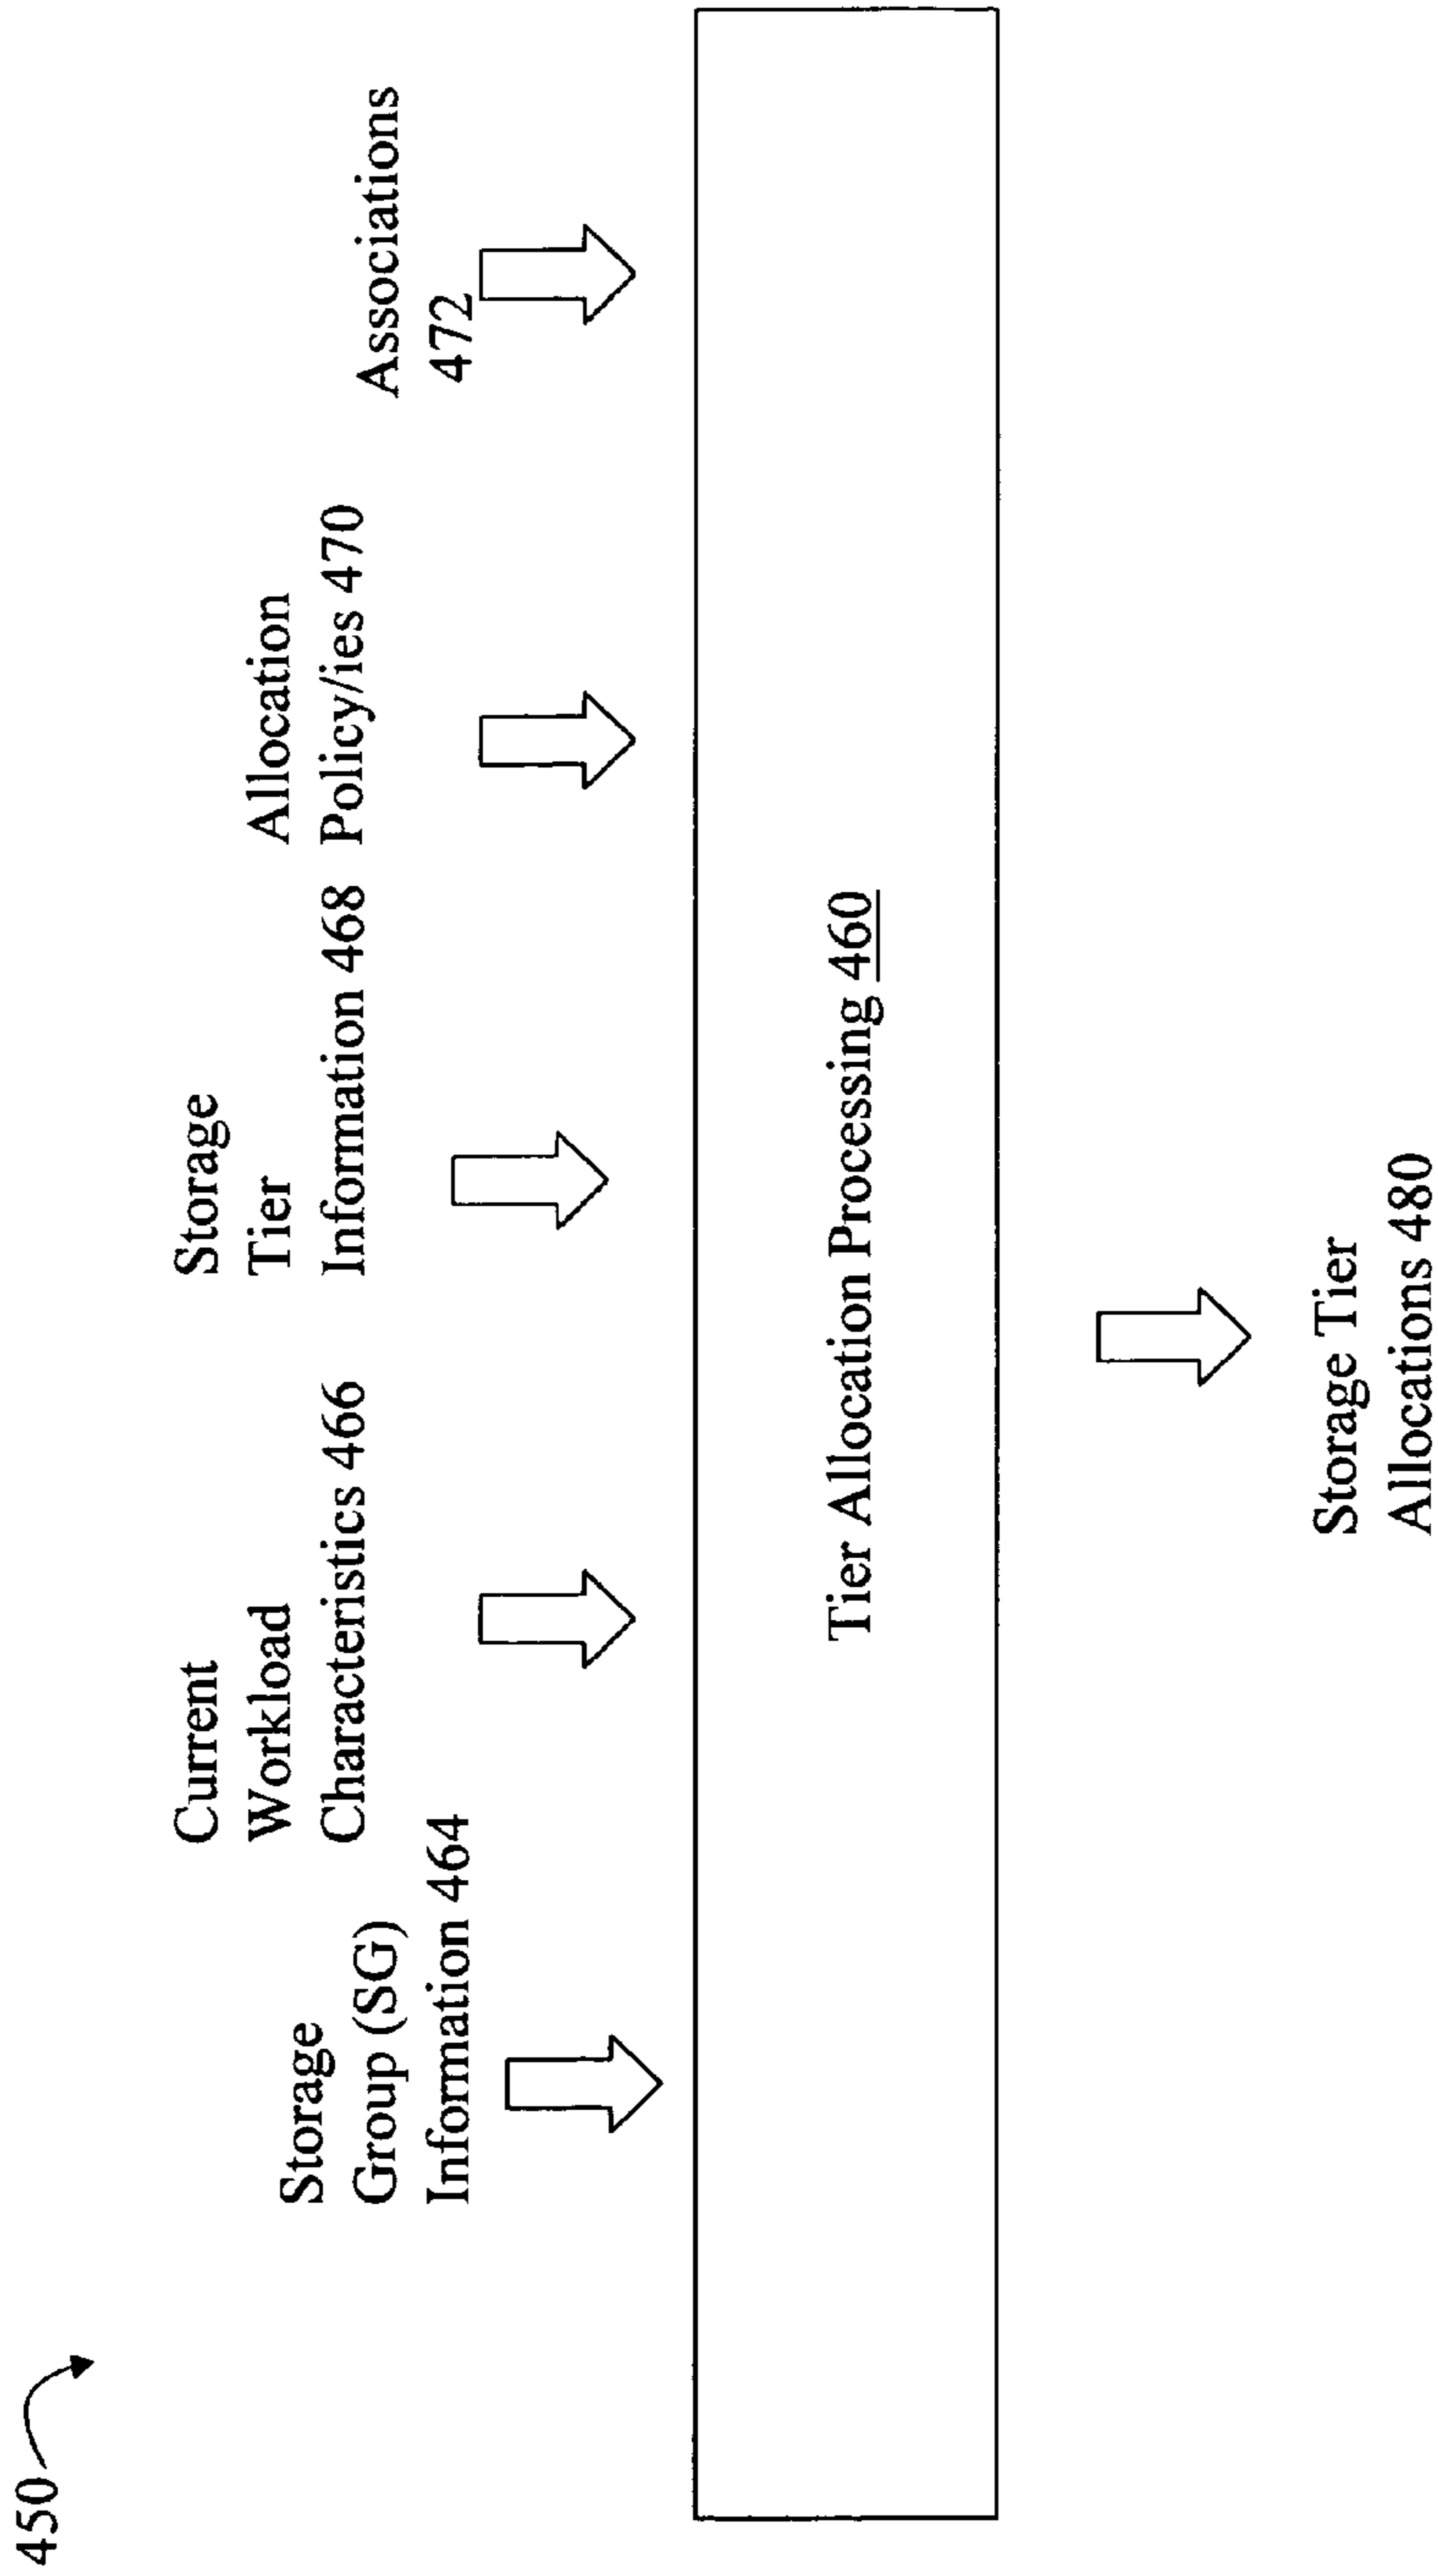 450
Storage
Group (SG)
Information 464
Current
Workload
Characteristics 466
Storage
Tier
Information 468
Allocation
Policy/ies 470
Associations
472
Tier Allocation Processing 460
Storage Tier
Allocations 480